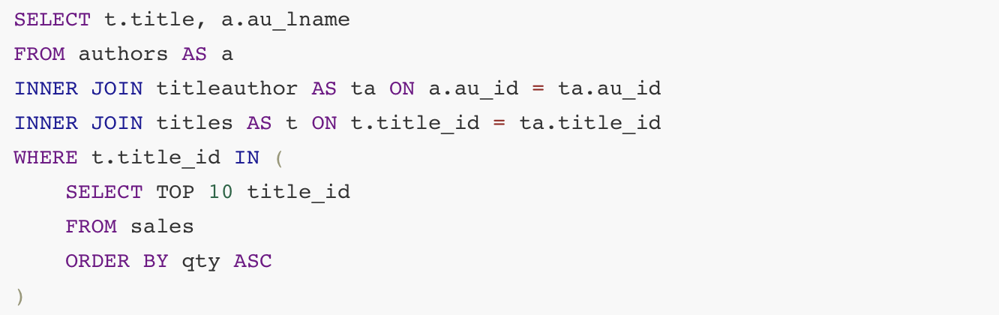 SELECT t.title, a.au_lname
FROM authors AS a
INNER JOIN titleauthor AS ta ON a.au_id = ta.au_id
INNER JOIN titles AS t ON t.title_id = ta.title_id
WHERE t.title_id IN (
    SELECT TOP 10 title_id
    FROM sales
    ORDER BY qty ASC
)